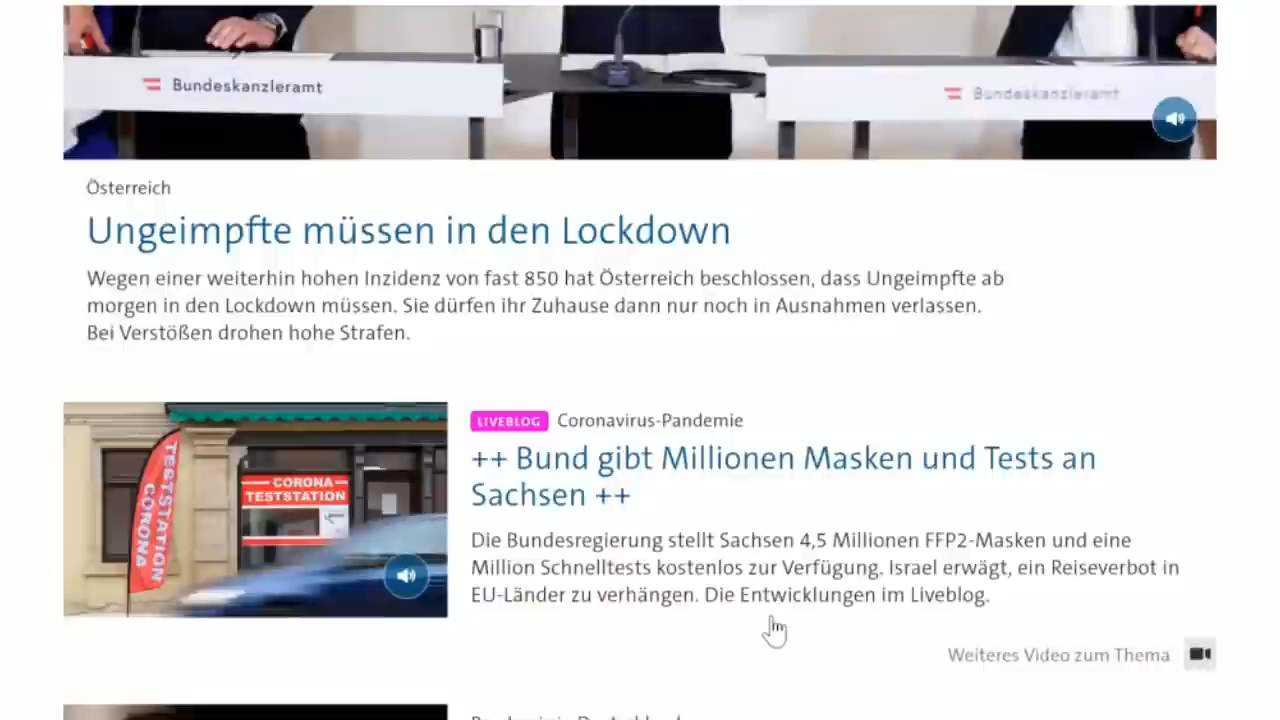 Bundeskanzleramt
Bundeskanzleramt
Österreich
Ungeimpfte müssen in den Lockdown
Wegen einer weiterhin hohen Inzidenz von fast 850 hat Österreich beschlossen, dass Ungeimpfte ab
morgen in den Lockdown müssen. Sie dürfen ihr Zuhause dann nur noch in Ausnahmen verlassen.
Bei Verstößen drohen hohe Strafen.
TESTSTATION
CORONA
CORONA
TESTSTATION
LIVEBLOG Coronavirus-Pandemie
++ Bund gibt Millionen Masken und Tests an
Sachsen ++
Die Bundesregierung stellt Sachsen 4,5 Millionen FFP2-Masken und eine
Million Schnelltests kostenlos zur Verfügung. Israel erwägt, ein Reiseverbot in
EU-Länder zu verhängen. Die Entwicklungen im Liveblog.
Weiteres Video zum Thema